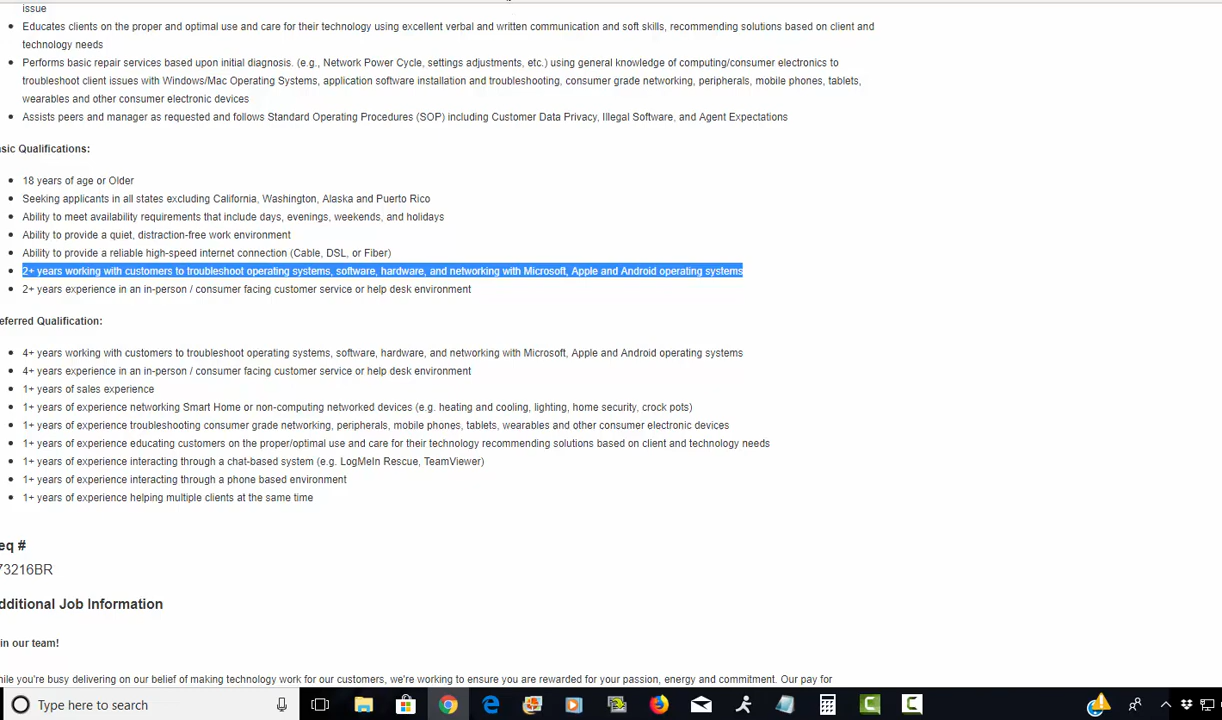 issue
Educates clients on the proper and optimal use and care for their technology using excellent verbal and written communication and soft skills, recommending solutions based on client and
technology needs
Performs basic repair services based upon initial diagnosis. (e.g., Network Power Cycle, settings adjustments, etc.) using general knowledge of computing/consumer electronics to
troubleshoot client issues with Windows/Mac Operating Systems, application software installation and troubleshooting, consumer grade networking, peripherals, mobile phones, tablets,
wearables and other consumer electronic devices
Assists peers and manager as requested and follows Standard Operating Procedures (SOP) including Customer Data Privacy, Illegal Software, and Agent Expectations
asic Qualifications:
18 years of age or Older
Seeking applicants in all states excluding California, Washington, Alaska and Puerto Rico
Ability to meet availability requirements that include days, evenings, weekends, and holidays
Ability to provide a quiet, distraction-free work environment
Ability to provide a reliable high-speed internet connection (Cable, DSL, or Fiber)
2+ years working with customers to troubleshoot operating systems, software, hardware, and networking with Microsoft, Apple and Android operating systems
2+ years experience in an in-person / consumer facing customer service or help desk environment
eferred Qualification:
4+ years working with customers to troubleshoot operating systems, software, hardware, and networking with Microsoft, Apple and Android operating systems
4+ years experience in an in-person / consumer facing customer service or help desk environment
1+ years of sales experience
1+ years of experience networking Smart Home or non-computing networked devices (e.g. heating and cooling, lighting, home security, crock pots)
1+ years of experience troubleshooting consumer grade networking, peripherals, mobile phones, tablets, wearables and other consumer electronic devices
1+ years of experience educating customers on the proper/optimal use and care for their technology recommending solutions based on client and technology needs
1+ years of experience interacting through a chat-based system (e.g. LogMeIn Rescue, TeamViewer)
1+ years of experience interacting through a phone based environment
1+ years of experience helping multiple clients at the same time
eq #
73216BR
dditional Job Information
in our team!
hile you're busy delivering on our belief of making technology work for our customers, we're working to ensure you are rewarded for your passion, energy and commitment. Our pay for
Type here to search